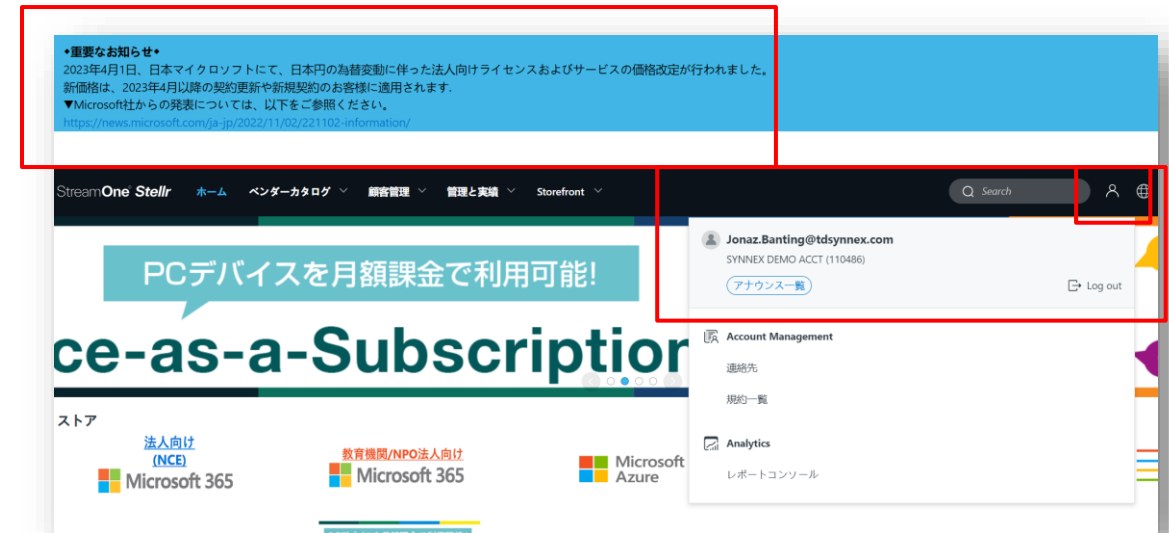 ◆重要なお知らせ◆
2023年4月1日、日本マイクロソフトにて、日本円の為替変動に伴った法人向けライセンスおよびサービスの価格改定が行われました。
新価格は、2023年4月以降の契約更新や新規契約のお客様に適用されます.
▼Microsoft社からの発表については、以下をご参照ください。
https://news.microsoft.com/ja-jp/2022/11/02/221102-information/
StreamOne Stellr ホーム ベンダーカタログ 顧客管理 管理と実績 Storefront Search
Jonaz.Banting@tdsynnex.com
SYNNEX DEMO ACCT (110486)
アナウンス一覧 Log out
Account Management
連絡先
規約一覧
Analytics
レポートコンソール
PCデバイスを月額課金で利用可能!
ce-as-a-Subscription
ストア
法人向け
(NCE)
Microsoft 365
教育機関/NPO法人向け
Microsoft 365
Microsoft
Azure